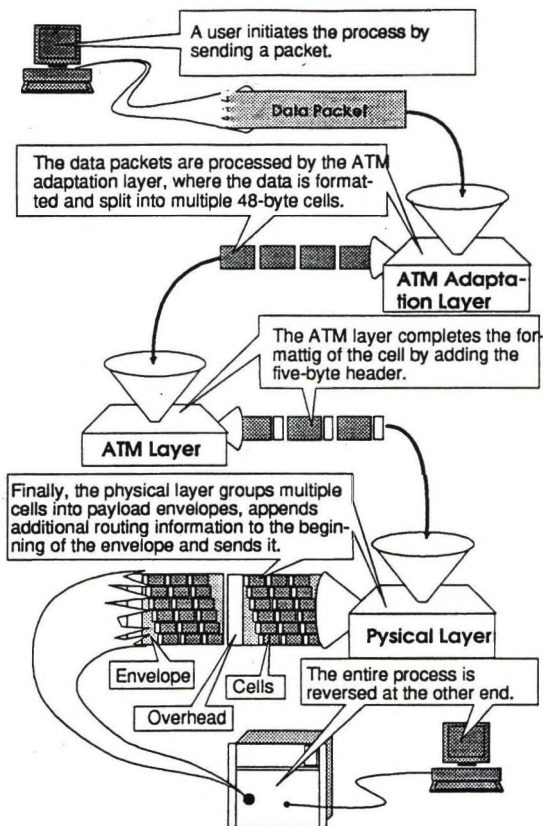 A user initiates the process by
sending a packet.
Data Packet
The data packets are processed by the ATM
adaptation layer, where the data is format-
ted and split into multiple 48-byte cells.
ATM Adapta-
tion Layer
The ATM layer completes the for-
mattig of the cell by adding the
five-byte header.
ATM Layer
Finally, the physical layer groups multiple
cells into payload envelopes, appends
additional routing information to the begin-
ning of the envelope and sends it.
Pysical Layer
Envelope
Cells
Overhead
The entire process is
reversed at the other end.